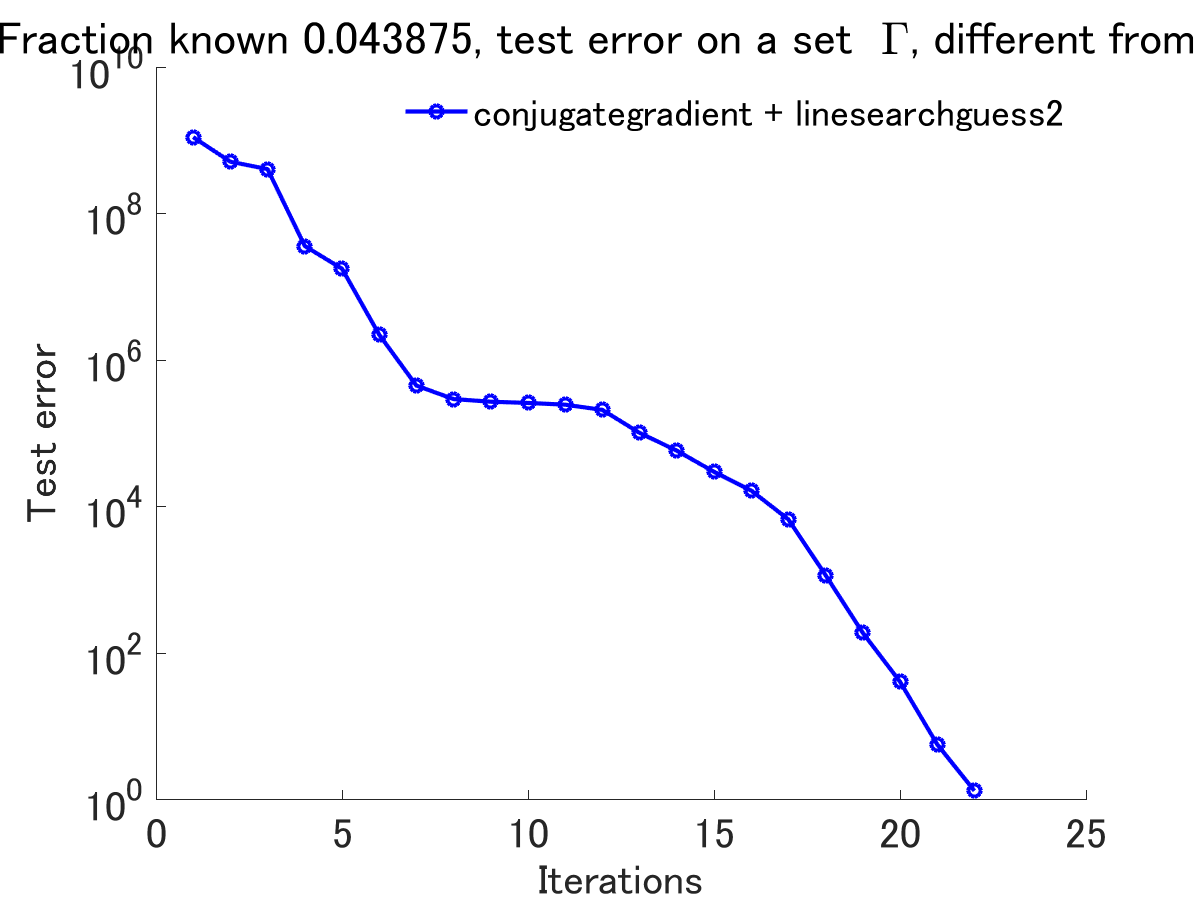 Fraction known 0.043875, test error on a set Γ, different from
conjugategradient + linesearchguess2
10^10
10^8
10^6
10^4
10^2
10^0
Test error
0 5 10 15 20 25
Iterations